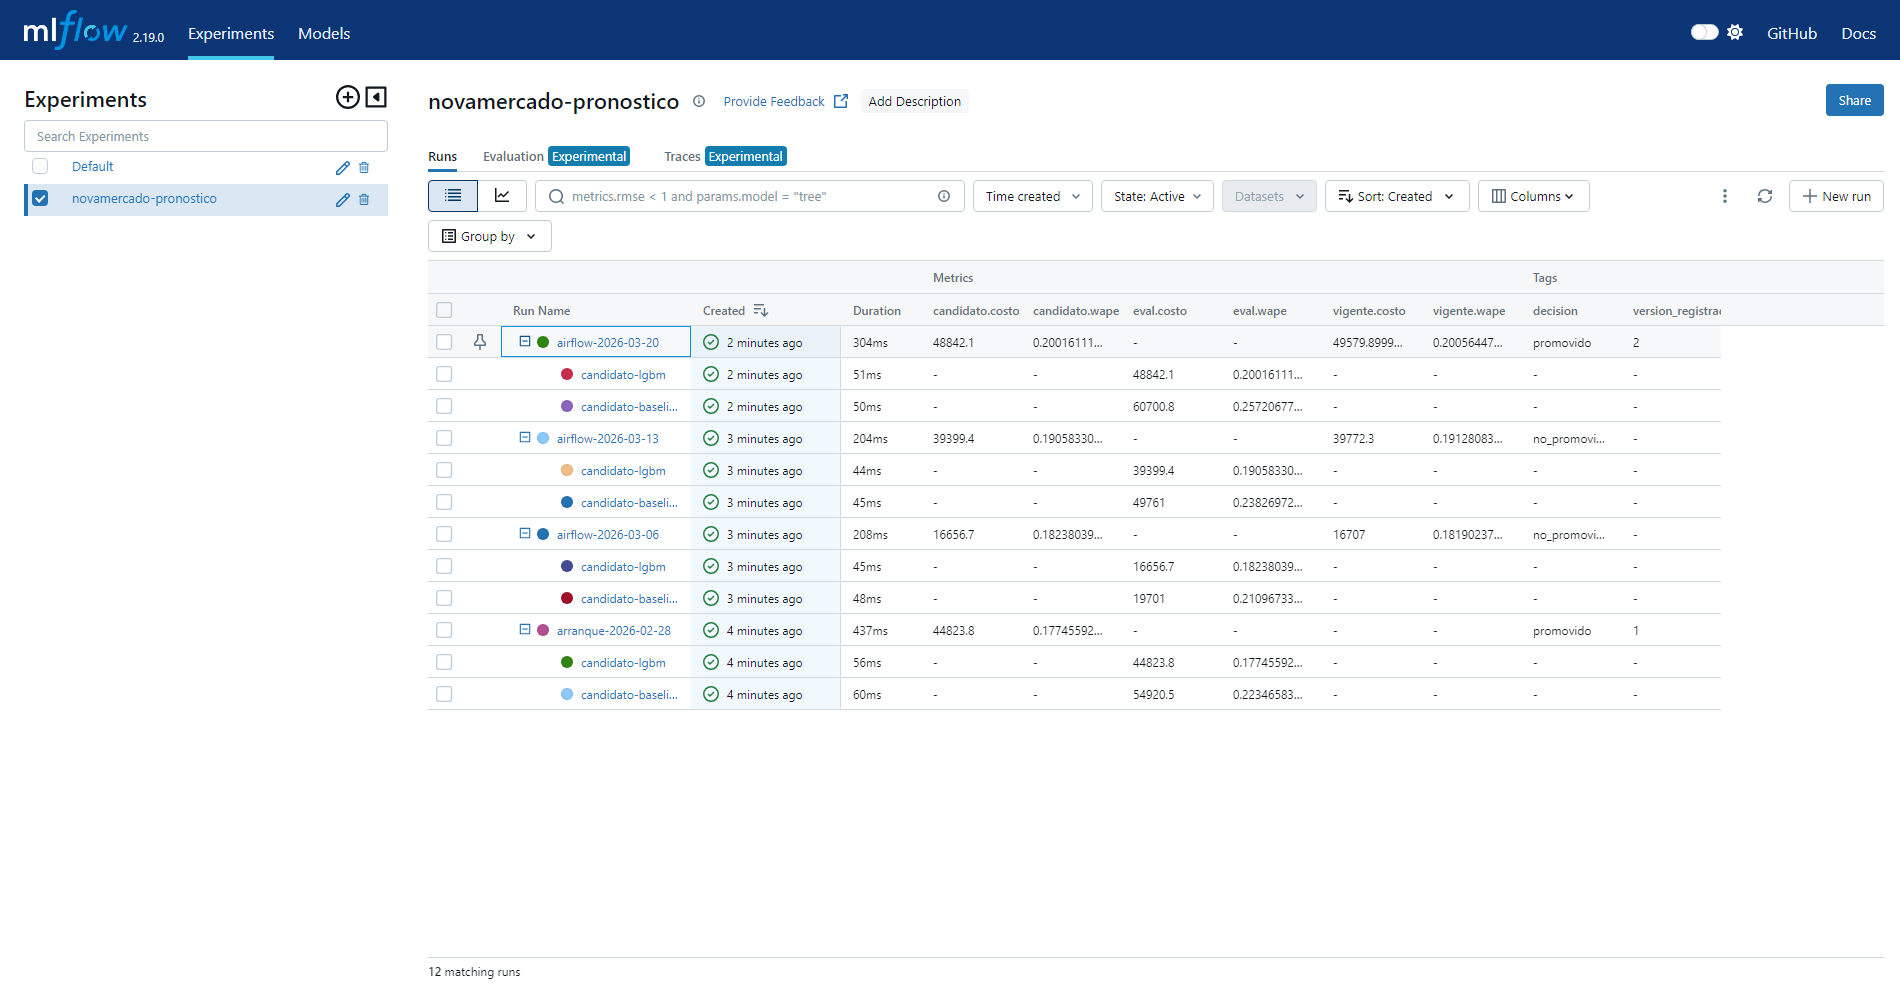 mlflow 2.19.0 Experiments Models GitHub Docs
Experiments
Search Experiments
Default
novamercado-pronostico
novamercado-pronostico Provide Feedback Add Description Share
Runs Evaluation Experimental Traces Experimental
metrics.rmse < 1 and params.model = "tree" Time created State: Active Datasets Sort: Created Columns New run
Group by
Metrics Tags
Run Name Created Duration candidato.costo candidato.wape eval.costo eval.wape vigente.costo vigente.wape decision version_registrac
airflow-2026-03-20 2 minutes ago 304ms 48842.1 0.20016111... - - 49579.8999... 0.20056447... promovido 2
candidato-lgbm 2 minutes ago 51ms - - 48842.1 0.20016111... - - - -
candidato-baseli... 2 minutes ago 50ms - - 60700.8 0.25720677... - - - -
airflow-2026-03-13 3 minutes ago 204ms 39399.4 0.19058330... - - 39772.3 0.19128083... no_promovi... -
candidato-lgbm 3 minutes ago 44ms - - 39399.4 0.19058330... - - - -
candidato-baseli... 3 minutes ago 45ms - - 49761 0.23826972... - - - -
airflow-2026-03-06 3 minutes ago 208ms 16656.7 0.18238039... - - 16707 0.18190237... no_promovi... -
candidato-lgbm 3 minutes ago 45ms - - 16656.7 0.18238039... - - - -
candidato-baseli... 3 minutes ago 48ms - - 19701 0.21096733... - - - -
arranque-2026-02-28 4 minutes ago 437ms 44823.8 0.17745592... - - - - promovido 1
candidato-lgbm 4 minutes ago 56ms - - 44823.8 0.17745592... - - - -
candidato-baseli... 4 minutes ago 60ms - - 54920.5 0.22346583... - - - -
12 matching runs